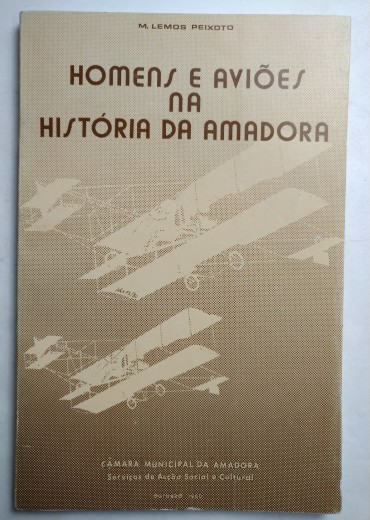 M. LEMOS PEIXOTO
HOMENS E AVIÕES
NA
HISTÓRIA DA AMADORA
CÂMARA MUNICIPAL DA AMADORA
Serviços de Acção Social e Cultural